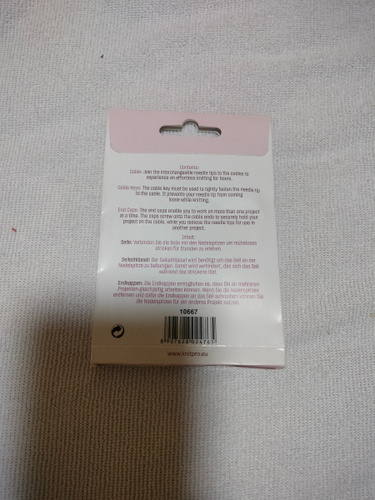 Contents:
Cable: Join the interchangeable needle tips to the cables to
experience an effortless knitting for hours.
Cable Keys: The cable key must be used to tightly fasten the needle tip
to the cable. It prevents your needle tip from coming
loose while knitting.
End Caps: The end caps enable you to work on more than one project
at a time. The caps screw onto the cable ends to securely hold your
project on the cable, while you remove the needle tips for use in
another project.
Inhalt:
Seile: Verbinden Sie die Seile mit den Nadelspitzen um müheloses
stricken für Stunden zu erleben.
Seilschlüssel: Der Seilschlüssel wird benötigt um das Seil an der
Nadelspitze zu befestigen. Damit wird verhindert, das sich das Seil
während des strickens löst.
Endkappen: Die Endkappen ermöglichen es, dass Sie an mehreren
Projekten gleichzeitig arbeiten können. Wenn Sie die Nadelspitzen
entfernen und dafür die Endkappen an das Seil schrauben können Sie
die Nadelspitzen für ein anderes Projekt nutzen.
10667
www.knitpro.eu